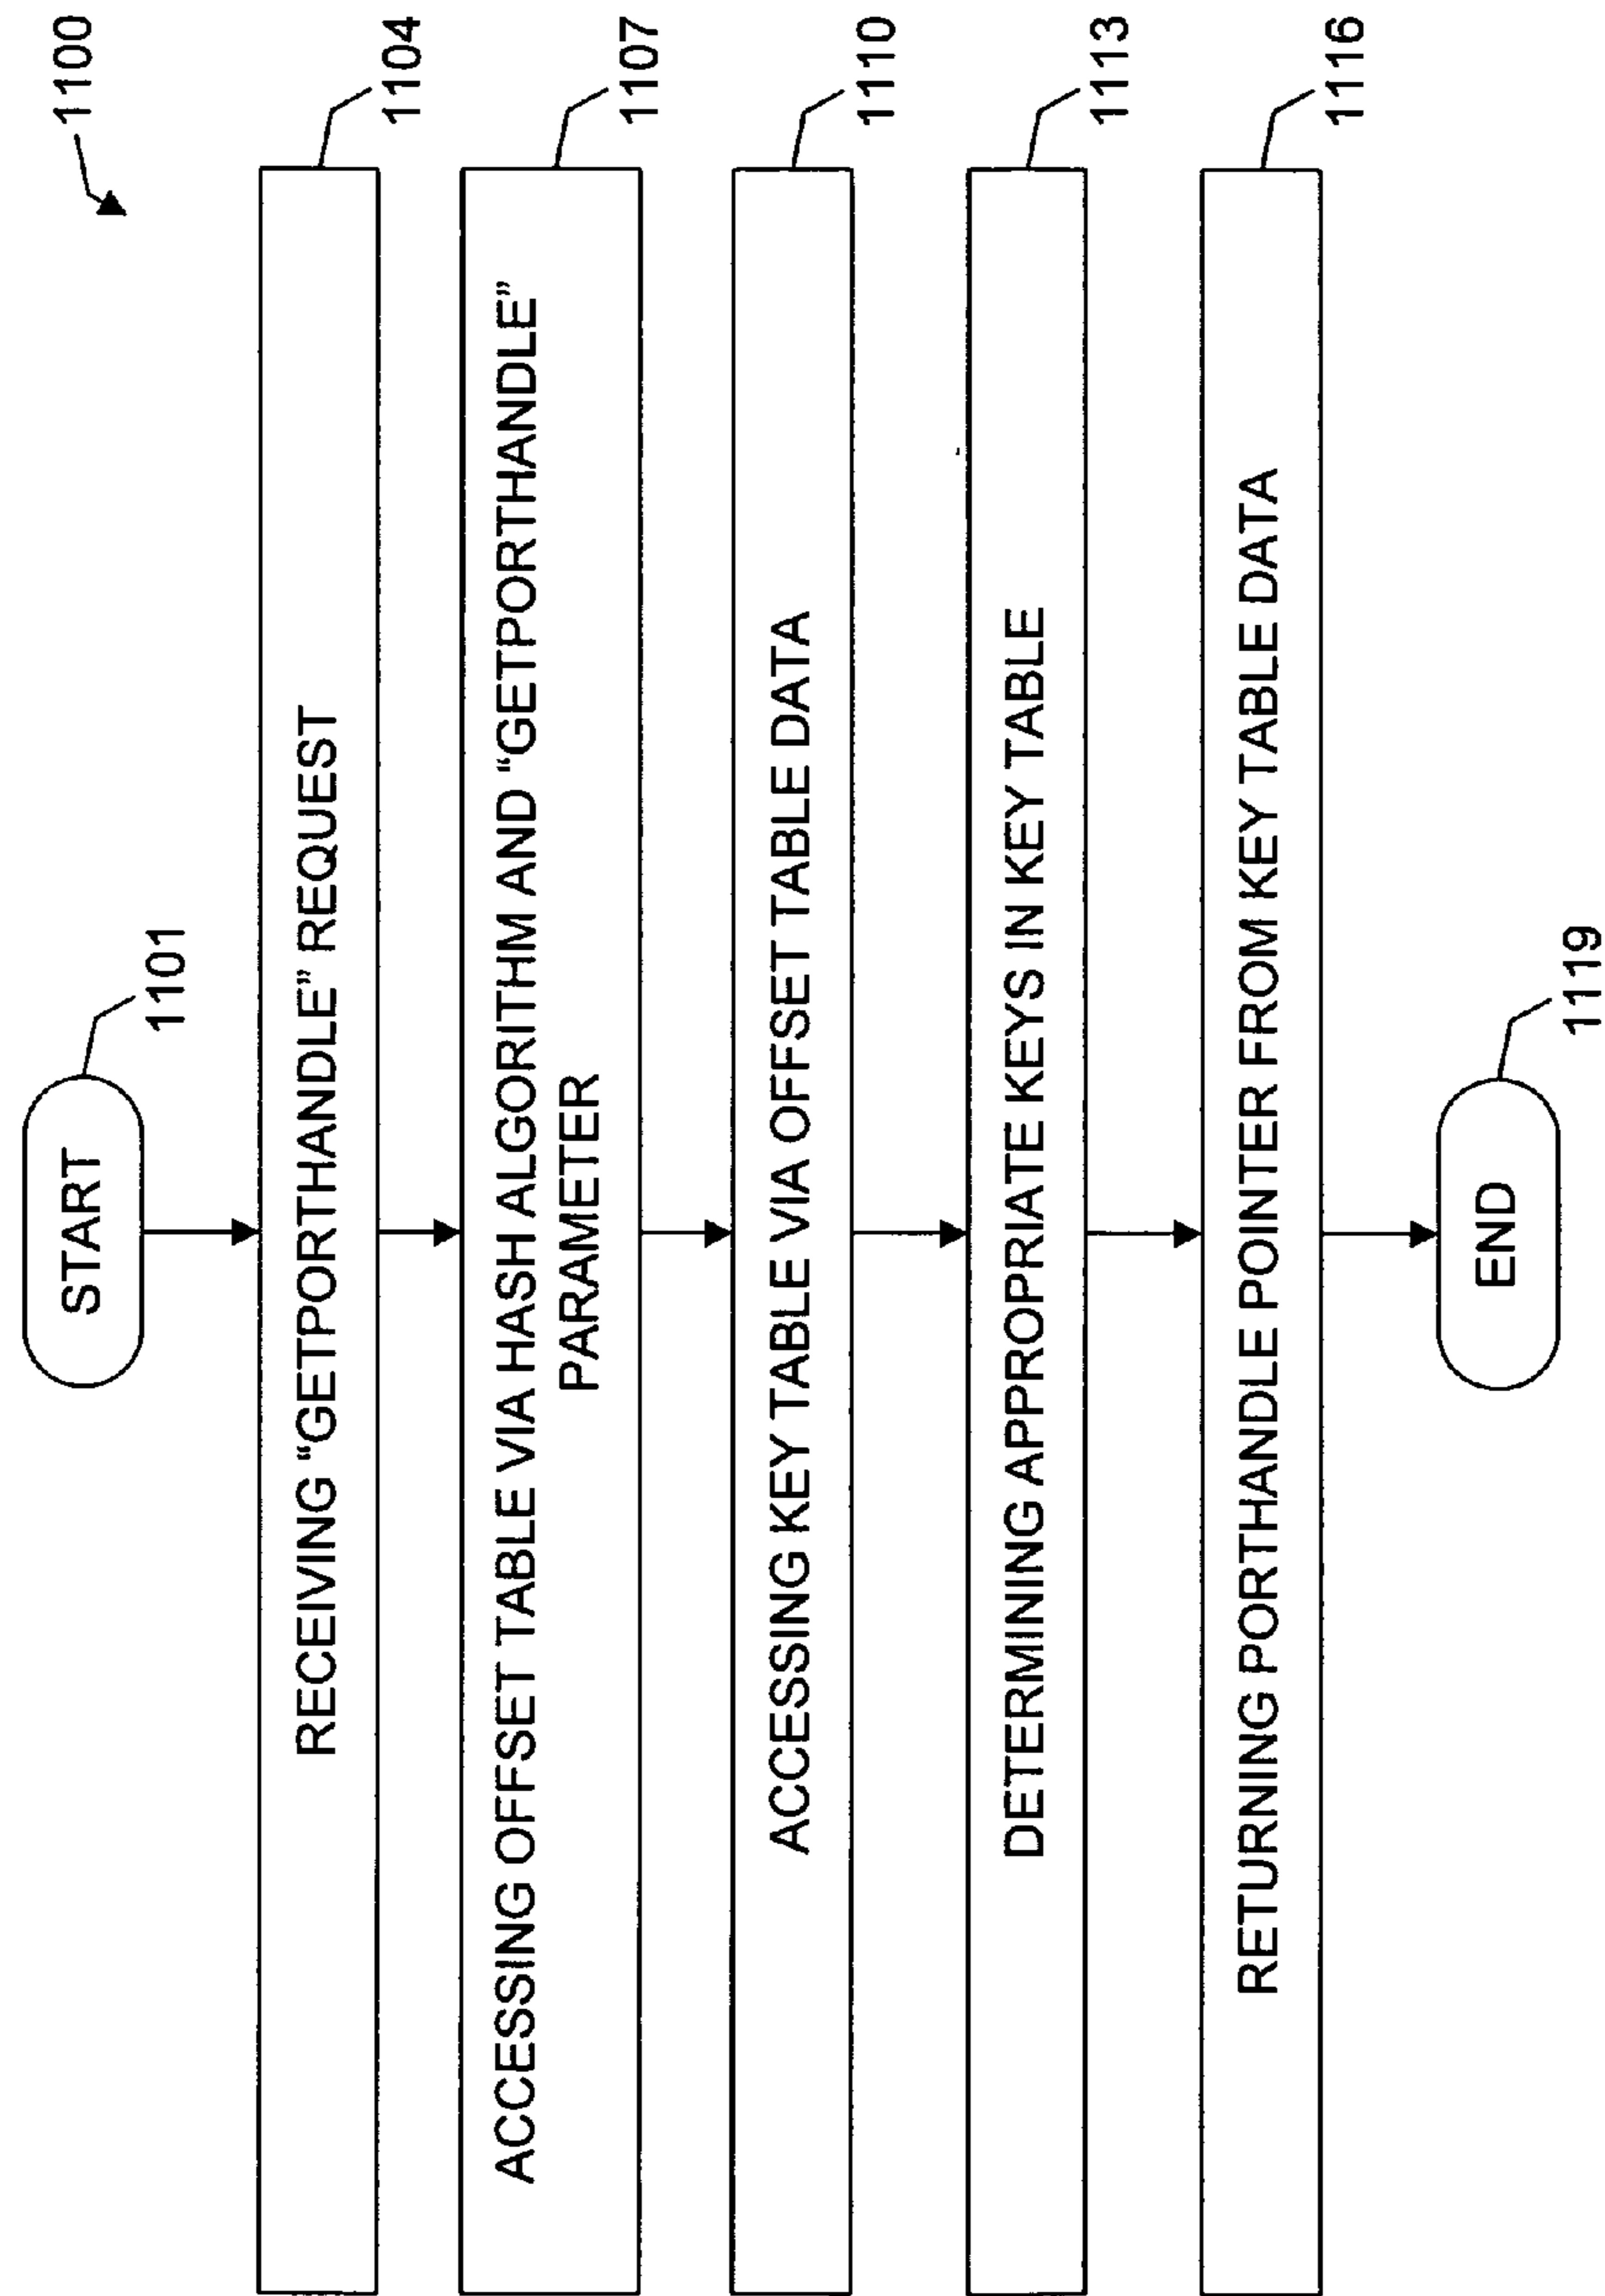 1100
START
1101
RECEIVING “GETPORTHANDLE” REQUEST
1104
ACCESSING OFFSET TABLE VIA HASH ALGORITHM AND “GETPORTHANDLE”
PARAMETER
1107
ACCESSING KEY TABLE VIA OFFSET TABLE DATA
1110
DETERMINING APPROPRIATE KEYS IN KEY TABLE
1113
RETURNING PORTHANDLE POINTER FROM KEY TABLE DATA
1116
END
1119